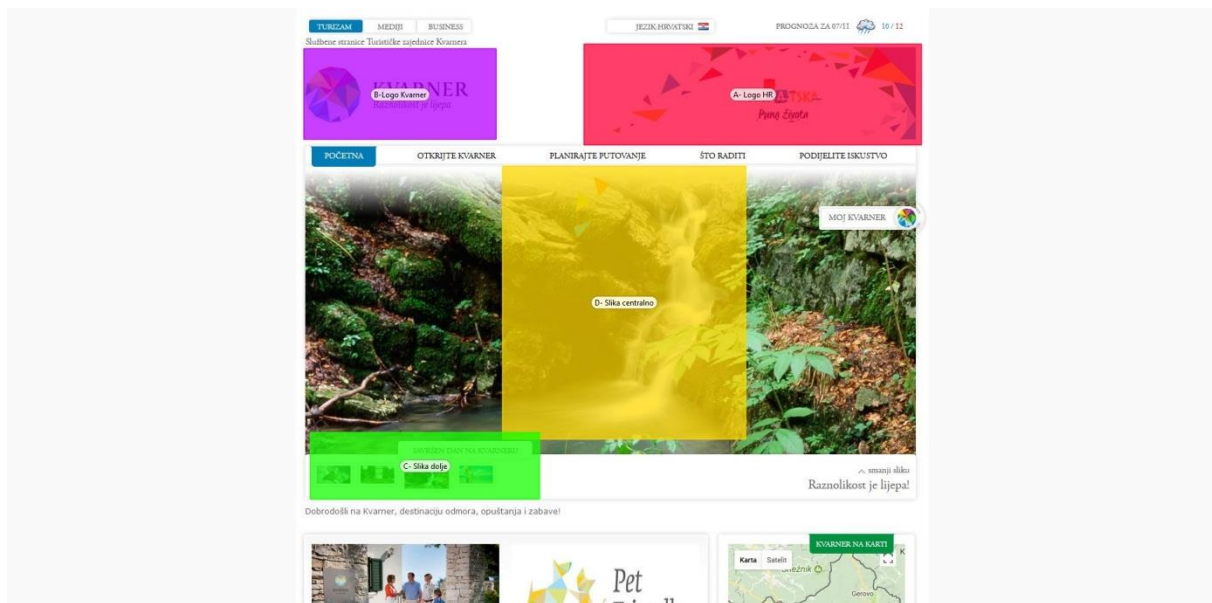 TURIZAM MEDIJI BUSINESS
JEZIK HRVATSKI
PROGNOZA ZA 07/11 10 / 12
Službene stranice Turističke zajednice Kvarnera
B-Logo Kvarner
KVARNER
Raznolikost je lijepa
A- Logo HR
Puna života
POČETNA OTKRIJTE KVARNER PLANIRAJTE PUTOVANJE ŠTO RADITI PODIJELITE ISKUSTVO
MOJ KVARNER
D- Slika centralno
SAVRŠEN DAN NA KVARNERU
C- Slika dolje
smanji sliku
Raznolikost je lijepa!
Dobrodošli na Kvarner, destinaciju odmora, opuštanja i zabave!
KVARNER NA KARTI
Karta Satelit
K
Gerovo
Pet